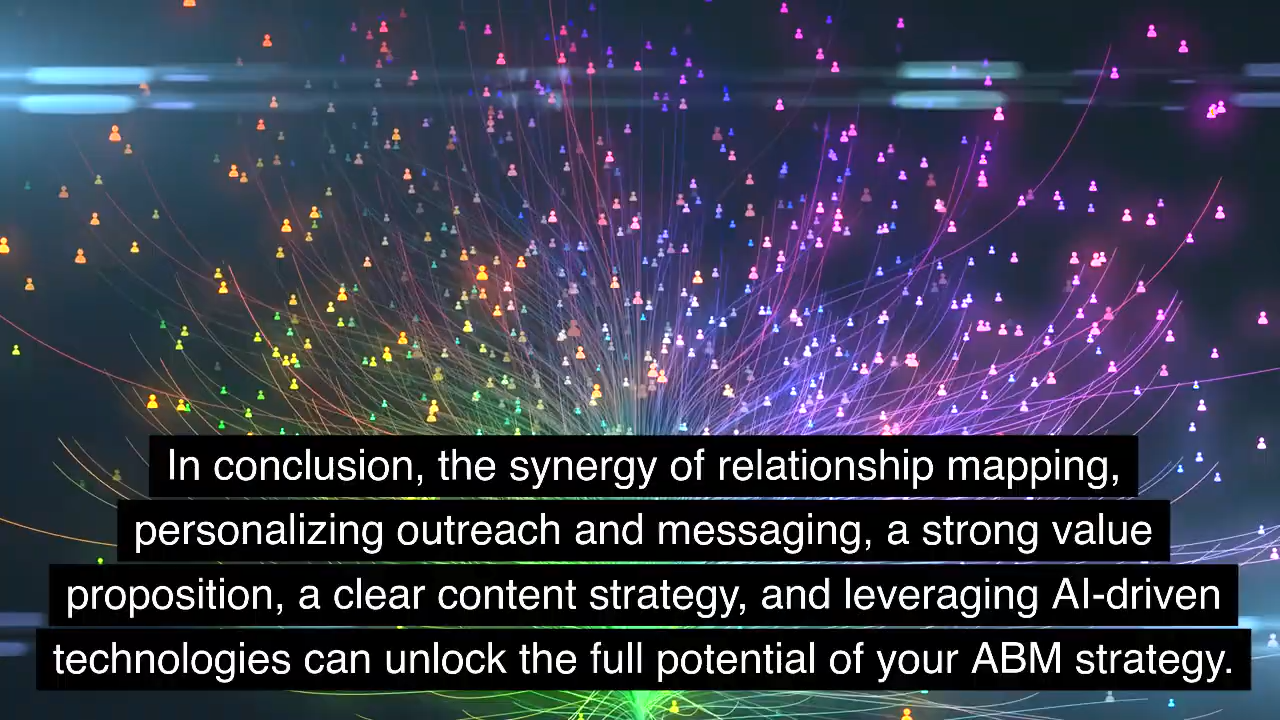 In conclusion, the synergy of relationship mapping,
personalizing outreach and messaging, a strong value
proposition, a clear content strategy, and leveraging AI-driven
technologies can unlock the full potential of your ABM strategy.